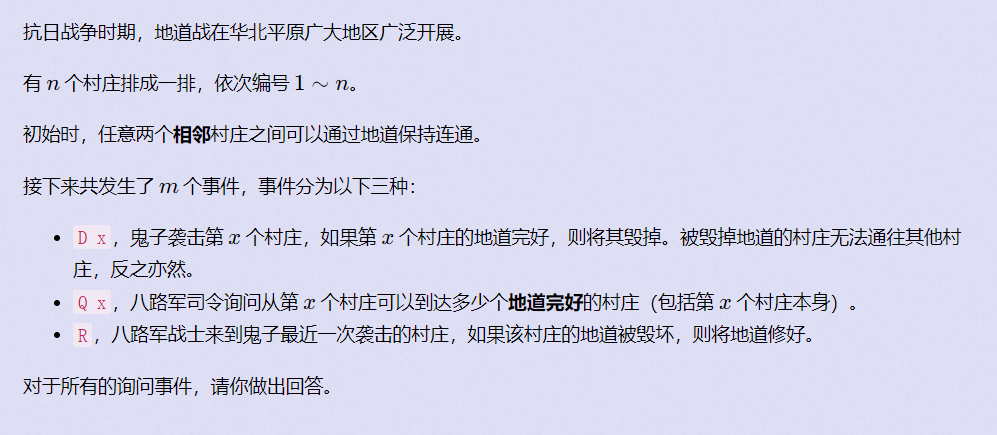 抗日战争时期，地道战在华北平原广大地区广泛开展。
有 n 个村庄排成一排，依次编号 1 ∼ n。
初始时，任意两个相邻村庄之间可以通过地道保持连通。
接下来共发生了 m 个事件，事件分为以下三种：
• D x，鬼子袭击第 x 个村庄，如果第 x 个村庄的地道完好，则将其毁掉。被毁掉地道的村庄无法通往其他村
庄，反之亦然。
• Q x，八路军司令询问从第 x 个村庄可以到达多少个地道完好的村庄（包括第 x 个村庄本身）。
• R，八路军战士来到鬼子最近一次袭击的村庄，如果该村庄的地道被毁坏，则将地道修好。
对于所有的询问事件，请你做出回答。